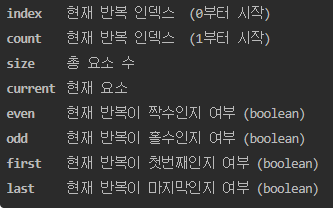 index 현재 반복 인덱스 (0부터 시작)
count 현재 반복 인덱스 (1부터 시작)
size 총 요소 수
current 현재 요소
even 현재 반복이 짝수인지 여부 (boolean)
odd 현재 반복이 홀수인지 여부 (boolean)
first 현재 반복이 첫번째인지 여부 (boolean)
last 현재 반복이 마지막인지 여부 (boolean)